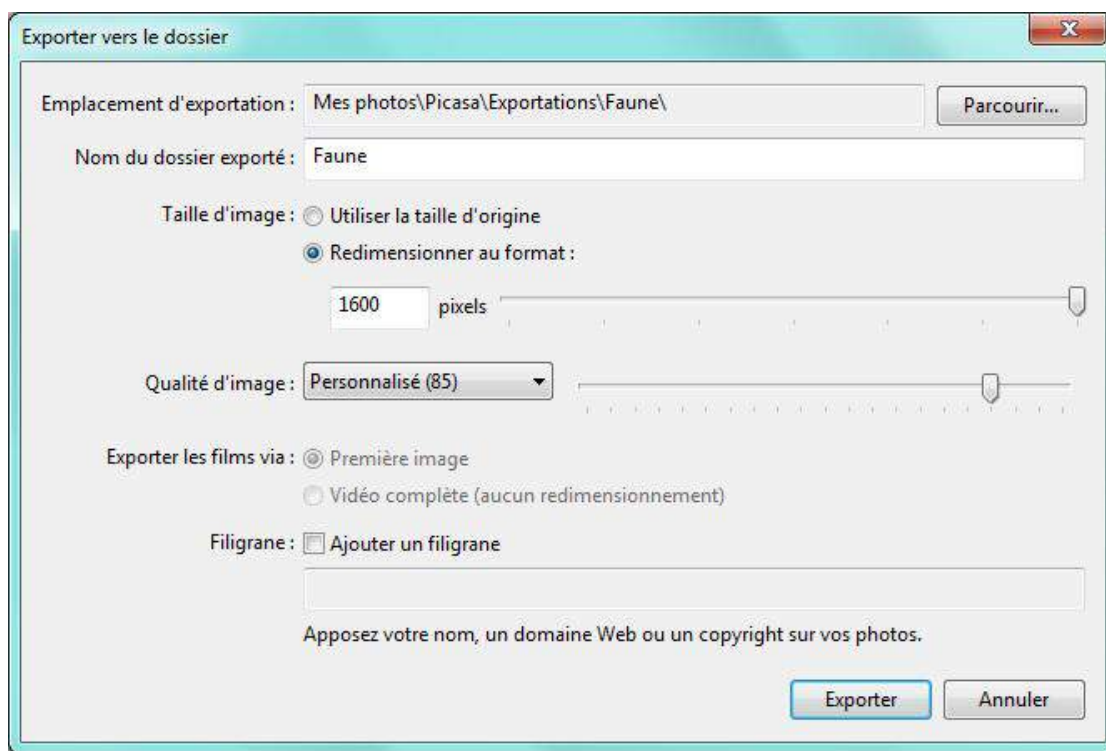 Exporter vers le dossier
Emplacement d'exportation : Mes photos\Picasa\Exportations\Faune\ Parcourir...
Nom du dossier exporté : Faune
Taille d'image : Utiliser la taille d'origine
Redimensionner au format :
1600 pixels
Qualité d'image : Personnalisé (85)
Exporter les films via : Première image
Vidéo complète (aucun redimensionnement)
Filigrane : Ajouter un filigrane
Apposez votre nom, un domaine Web ou un copyright sur vos photos.
Exporter Annuler